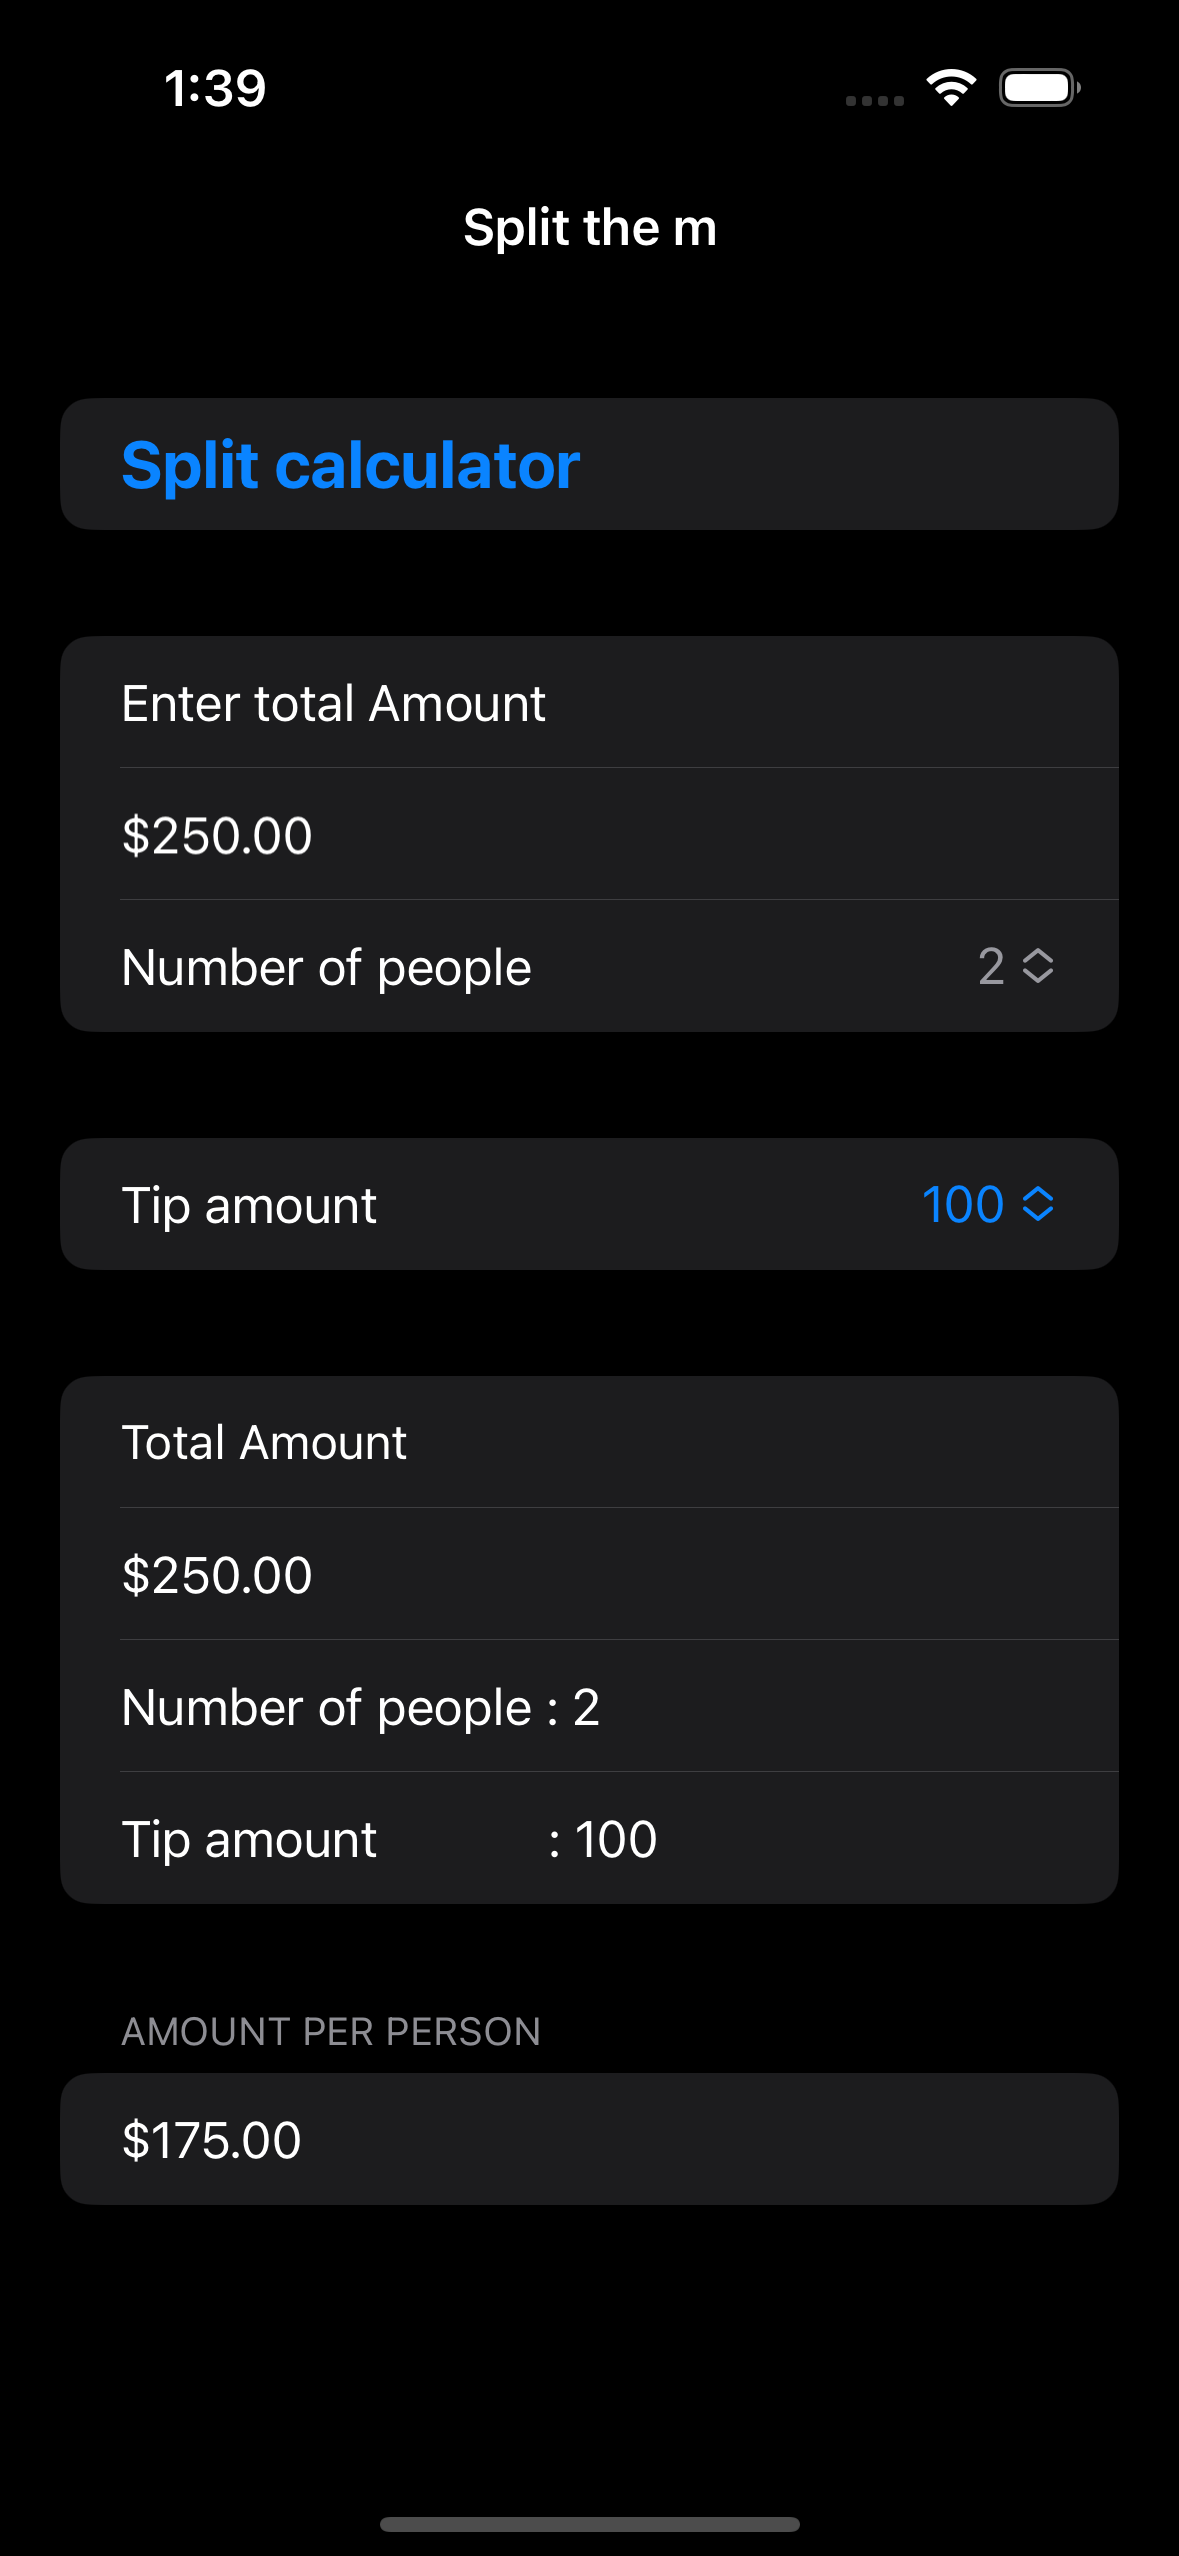 1:39
Split the m
Split calculator
Enter total Amount
$250.00
Number of people 2
Tip amount 100
Total Amount
$250.00
Number of people : 2
Tip amount : 100
AMOUNT PER PERSON
$175.00